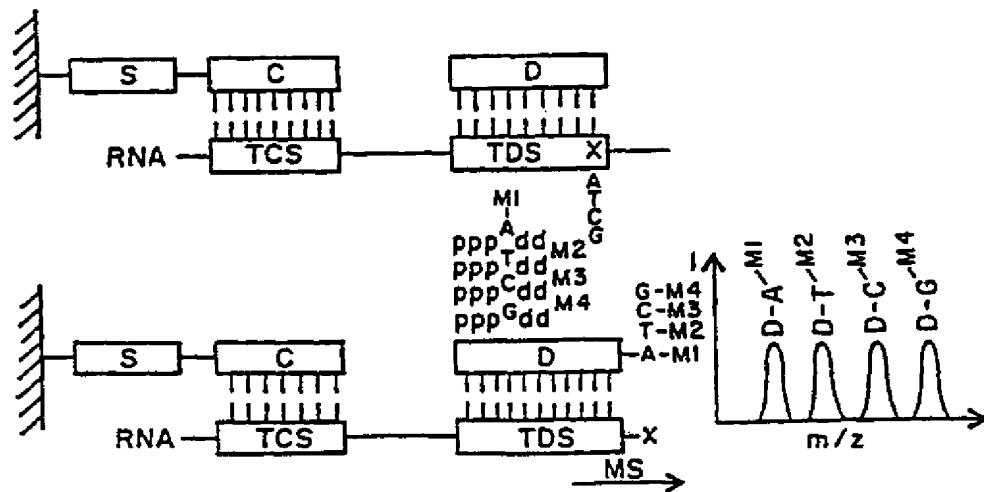 S C D
RNA TCS TDS X
A
T
C
G
M1
A
pppAdd
pppTdd M2
pppCdd M3
pppGdd M4
G-M4
C-M3
T-M2
A-M1
S C D
RNA TCS TDS X
MS
I
D-A-M1
D-T-M2
D-C-M3
D-G-M4
m/z